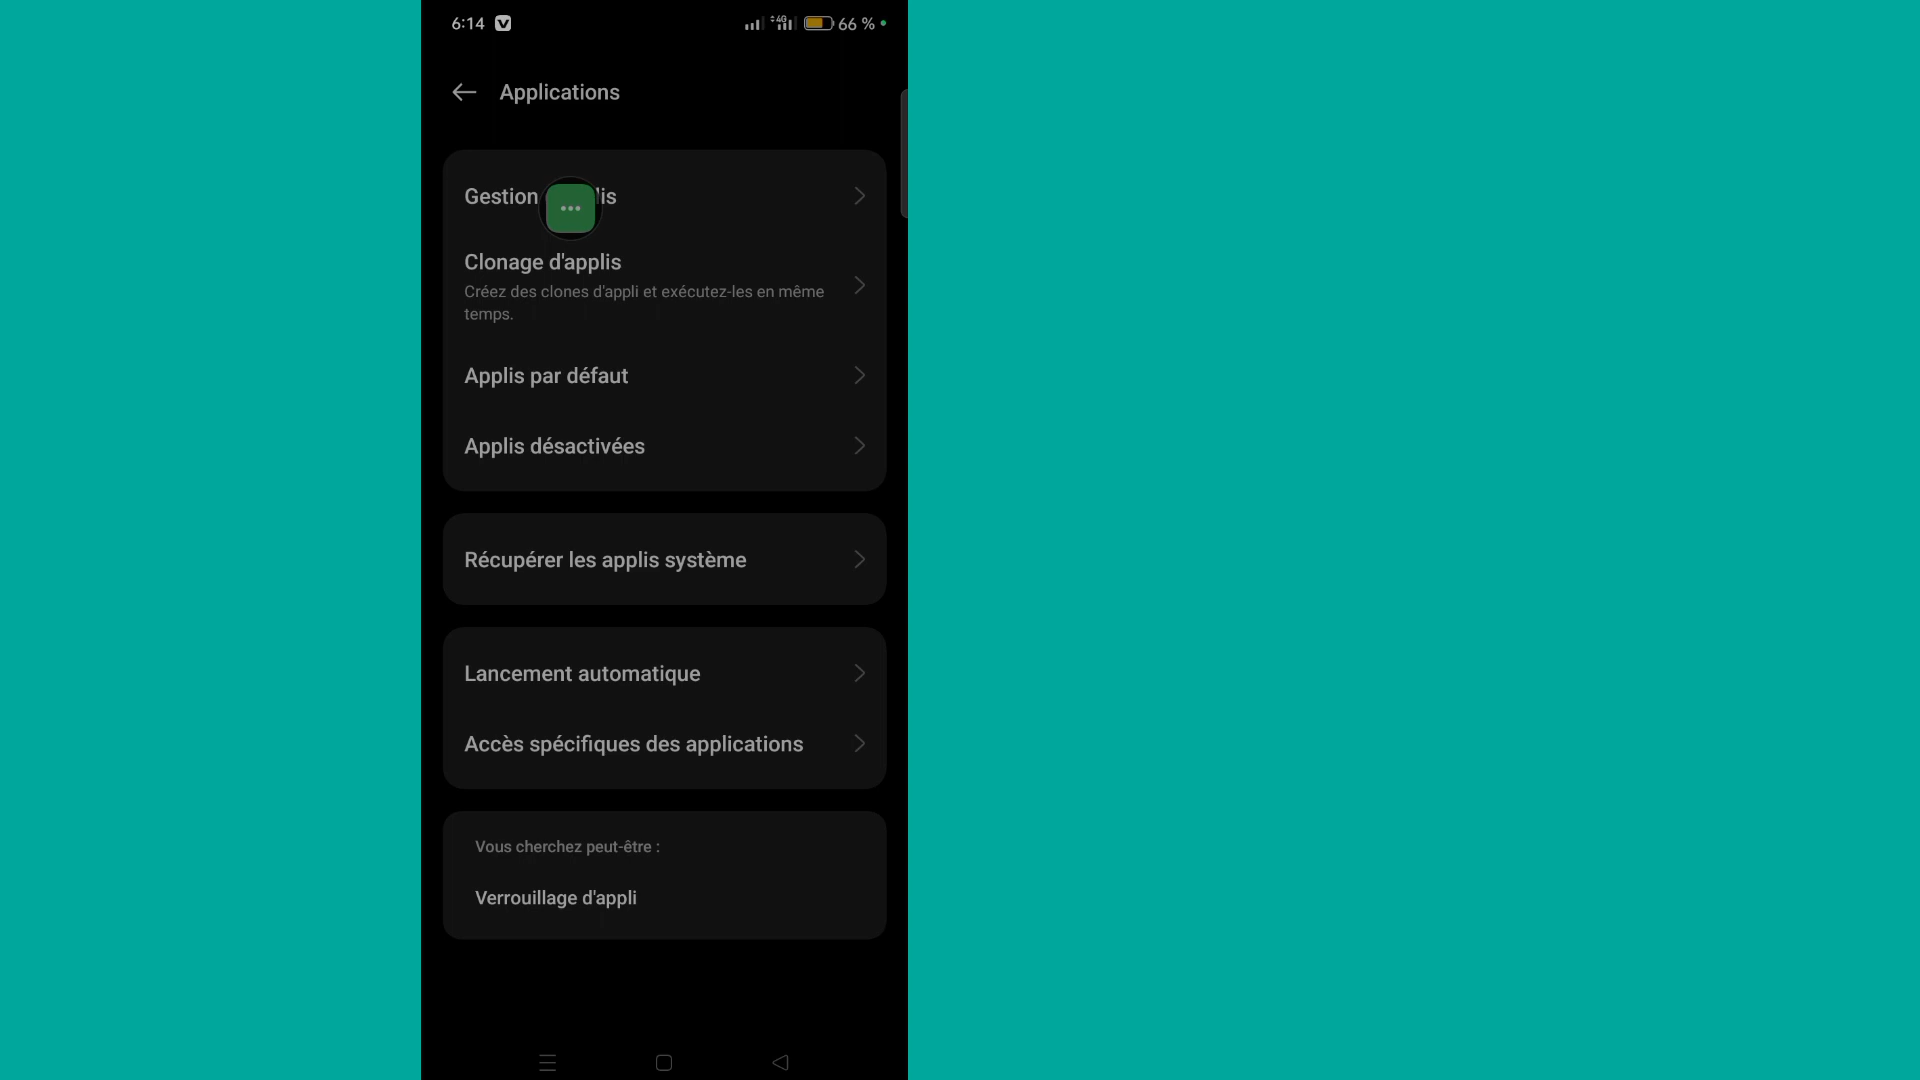 6:14
4G
66 %
Applications
Gestion lis
Clonage d'applis
Créez des clones d'appli et exécutez-les en même
temps.
Applis par défaut
Applis désactivées
Récupérer les applis système
Lancement automatique
Accès spécifiques des applications
Vous cherchez peut-être :
Verrouillage d'appli